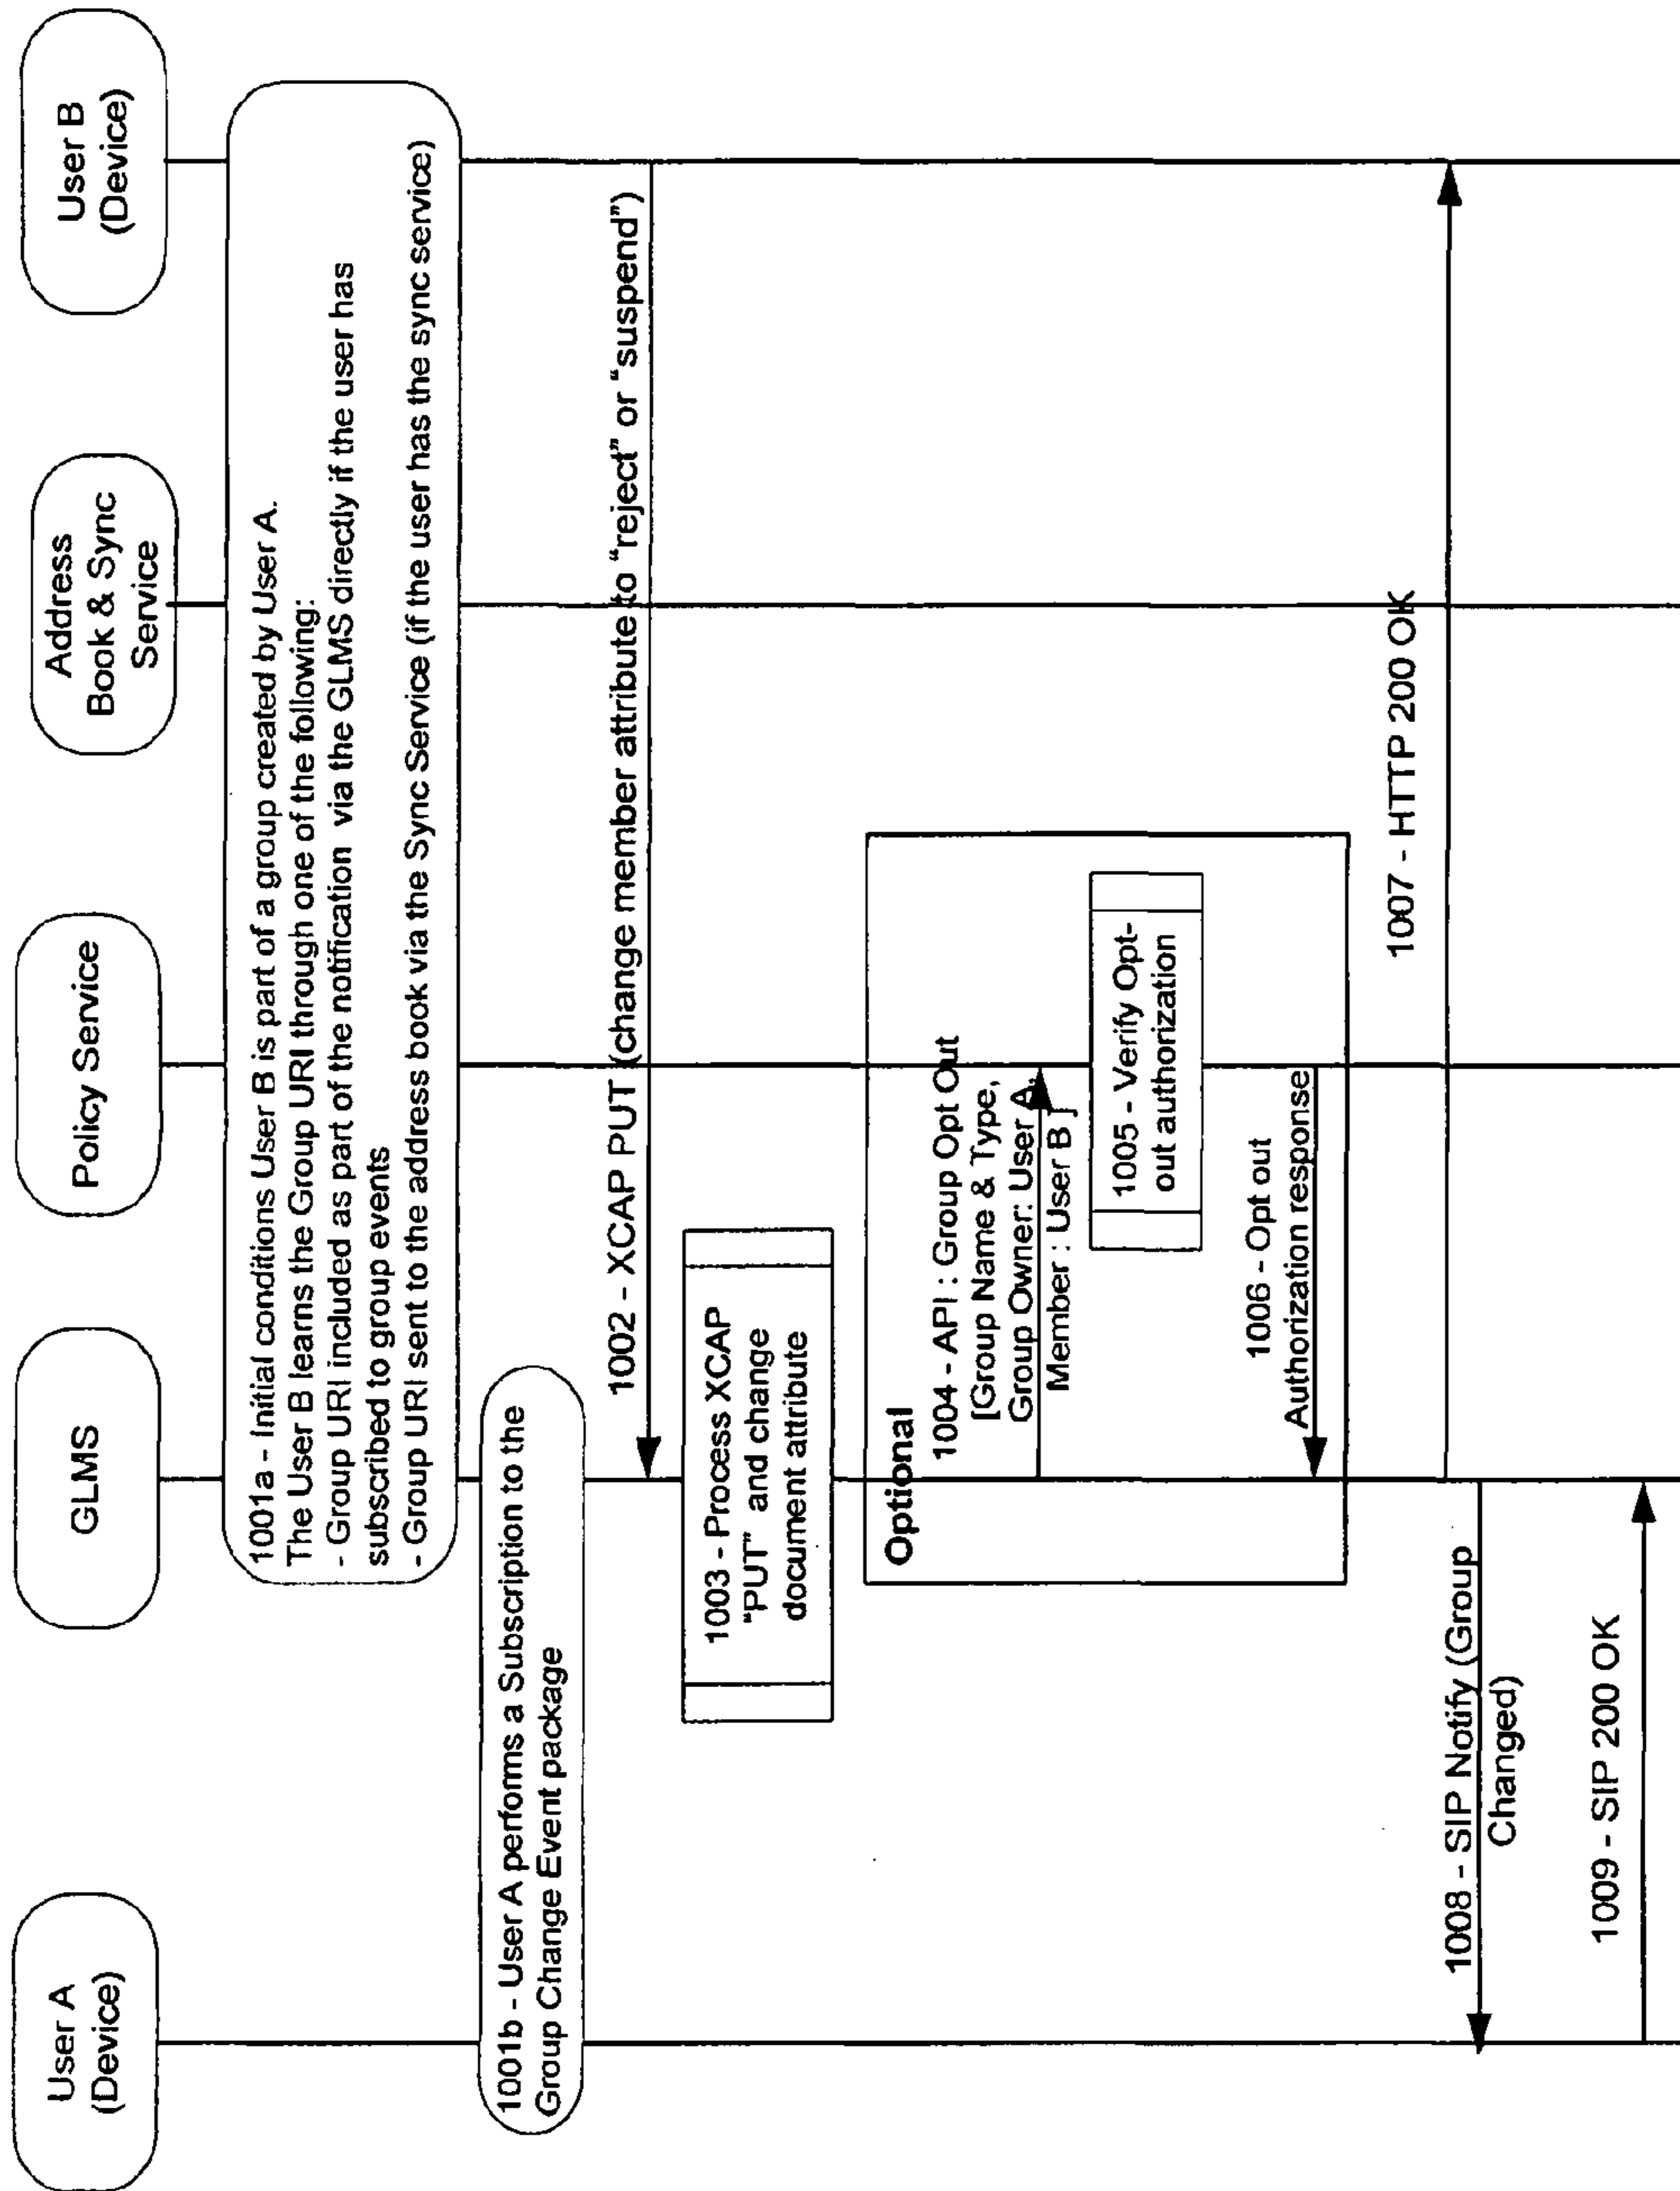 User A
(Device)
GLMS
Policy Service
Address
Book & Sync
Service
User B
(Device)
1001a - Initial conditions User B is part of a group created by User A.
The User B learns the Group URI through one of the following:
- Group URI included as part of the notification via the GLMS directly if the user has
subscribed to group events
- Group URI sent to the address book via the Sync Service (if the user has the sync service)
1001b - User A performs a Subscription to the
Group Change Event package
1002 - XCAP PUT (change member attribute to "reject" or "suspend")
1003 - Process XCAP
"PUT" and change
document attribute
Optional
1004 - API : Group Opt Out
[Group Name & Type,
Group Owner: User A,
Member : User B ]
1005 - Verify Opt-
out authorization
1006 - Opt out
Authorization response
1007 - HTTP 200 OK
1008 - SIP Notify (Group
Changed)
1009 - SIP 200 OK